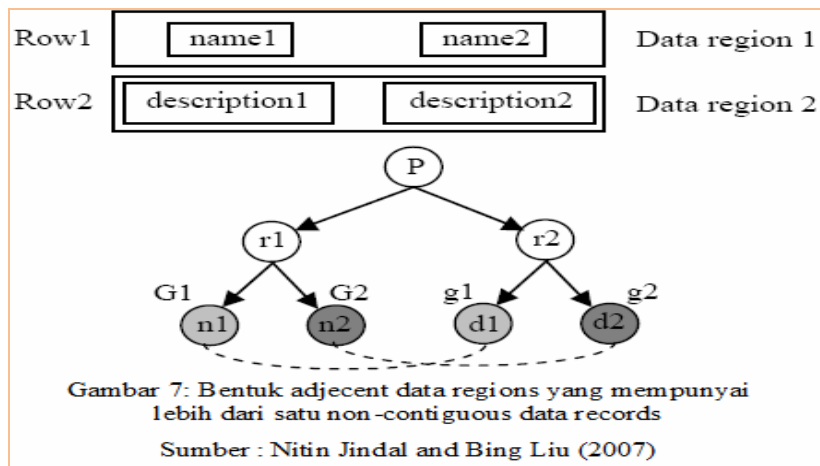 Row1 name1 name2 Data region 1
Row2 description1 description2 Data region 2
P
r1 r2
G1 G2 g1 g2
n1 n2 d1 d2
Gambar 7: Bentuk adjecent data regions yang mempunyai
lebih dari satu non-contiguous data records
Sumber : Nitin Jindal and Bing Liu (2007)